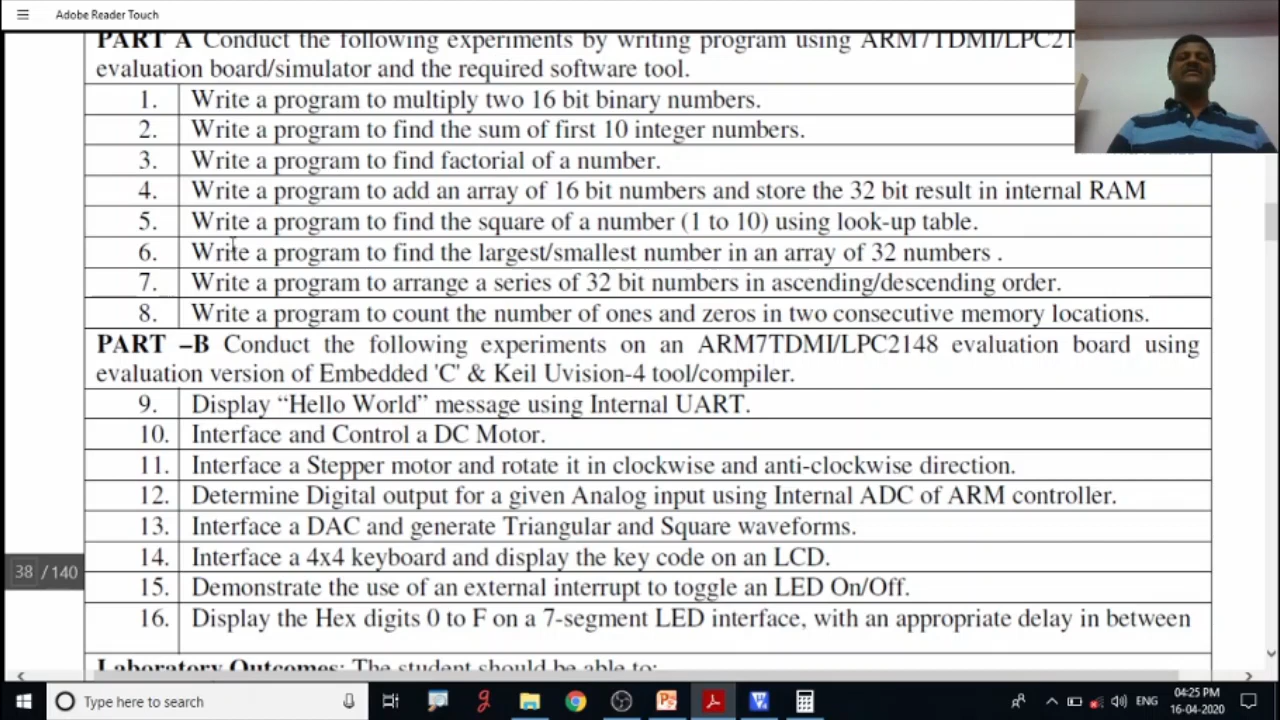 Adobe Reader Touch
PART A Conduct the following experiments by writing program using ARM7TDMI/LPC21
evaluation board/simulator and the required software tool.
1. Write a program to multiply two 16 bit binary numbers.
2. Write a program to find the sum of first 10 integer numbers.
3. Write a program to find factorial of a number.
4. Write a program to add an array of 16 bit numbers and store the 32 bit result in internal RAM
5. Write a program to find the square of a number (1 to 10) using look-up table.
6. Write a program to find the largest/smallest number in an array of 32 numbers .
7. Write a program to arrange a series of 32 bit numbers in ascending/descending order.
8. Write a program to count the number of ones and zeros in two consecutive memory locations.
PART –B Conduct the following experiments on an ARM7TDMI/LPC2148 evaluation board using
evaluation version of Embedded 'C' & Keil Uvision-4 tool/compiler.
9. Display “Hello World” message using Internal UART.
10. Interface and Control a DC Motor.
11. Interface a Stepper motor and rotate it in clockwise and anti-clockwise direction.
12. Determine Digital output for a given Analog input using Internal ADC of ARM controller.
13. Interface a DAC and generate Triangular and Square waveforms.
14. Interface a 4x4 keyboard and display the key code on an LCD.
38 / 140
15. Demonstrate the use of an external interrupt to toggle an LED On/Off.
16. Display the Hex digits 0 to F on a 7-segment LED interface, with an appropriate delay in between
Laboratory Outcomes: The student should be able to:
Type here to search
ENG
04:25 PM
16-04-2020